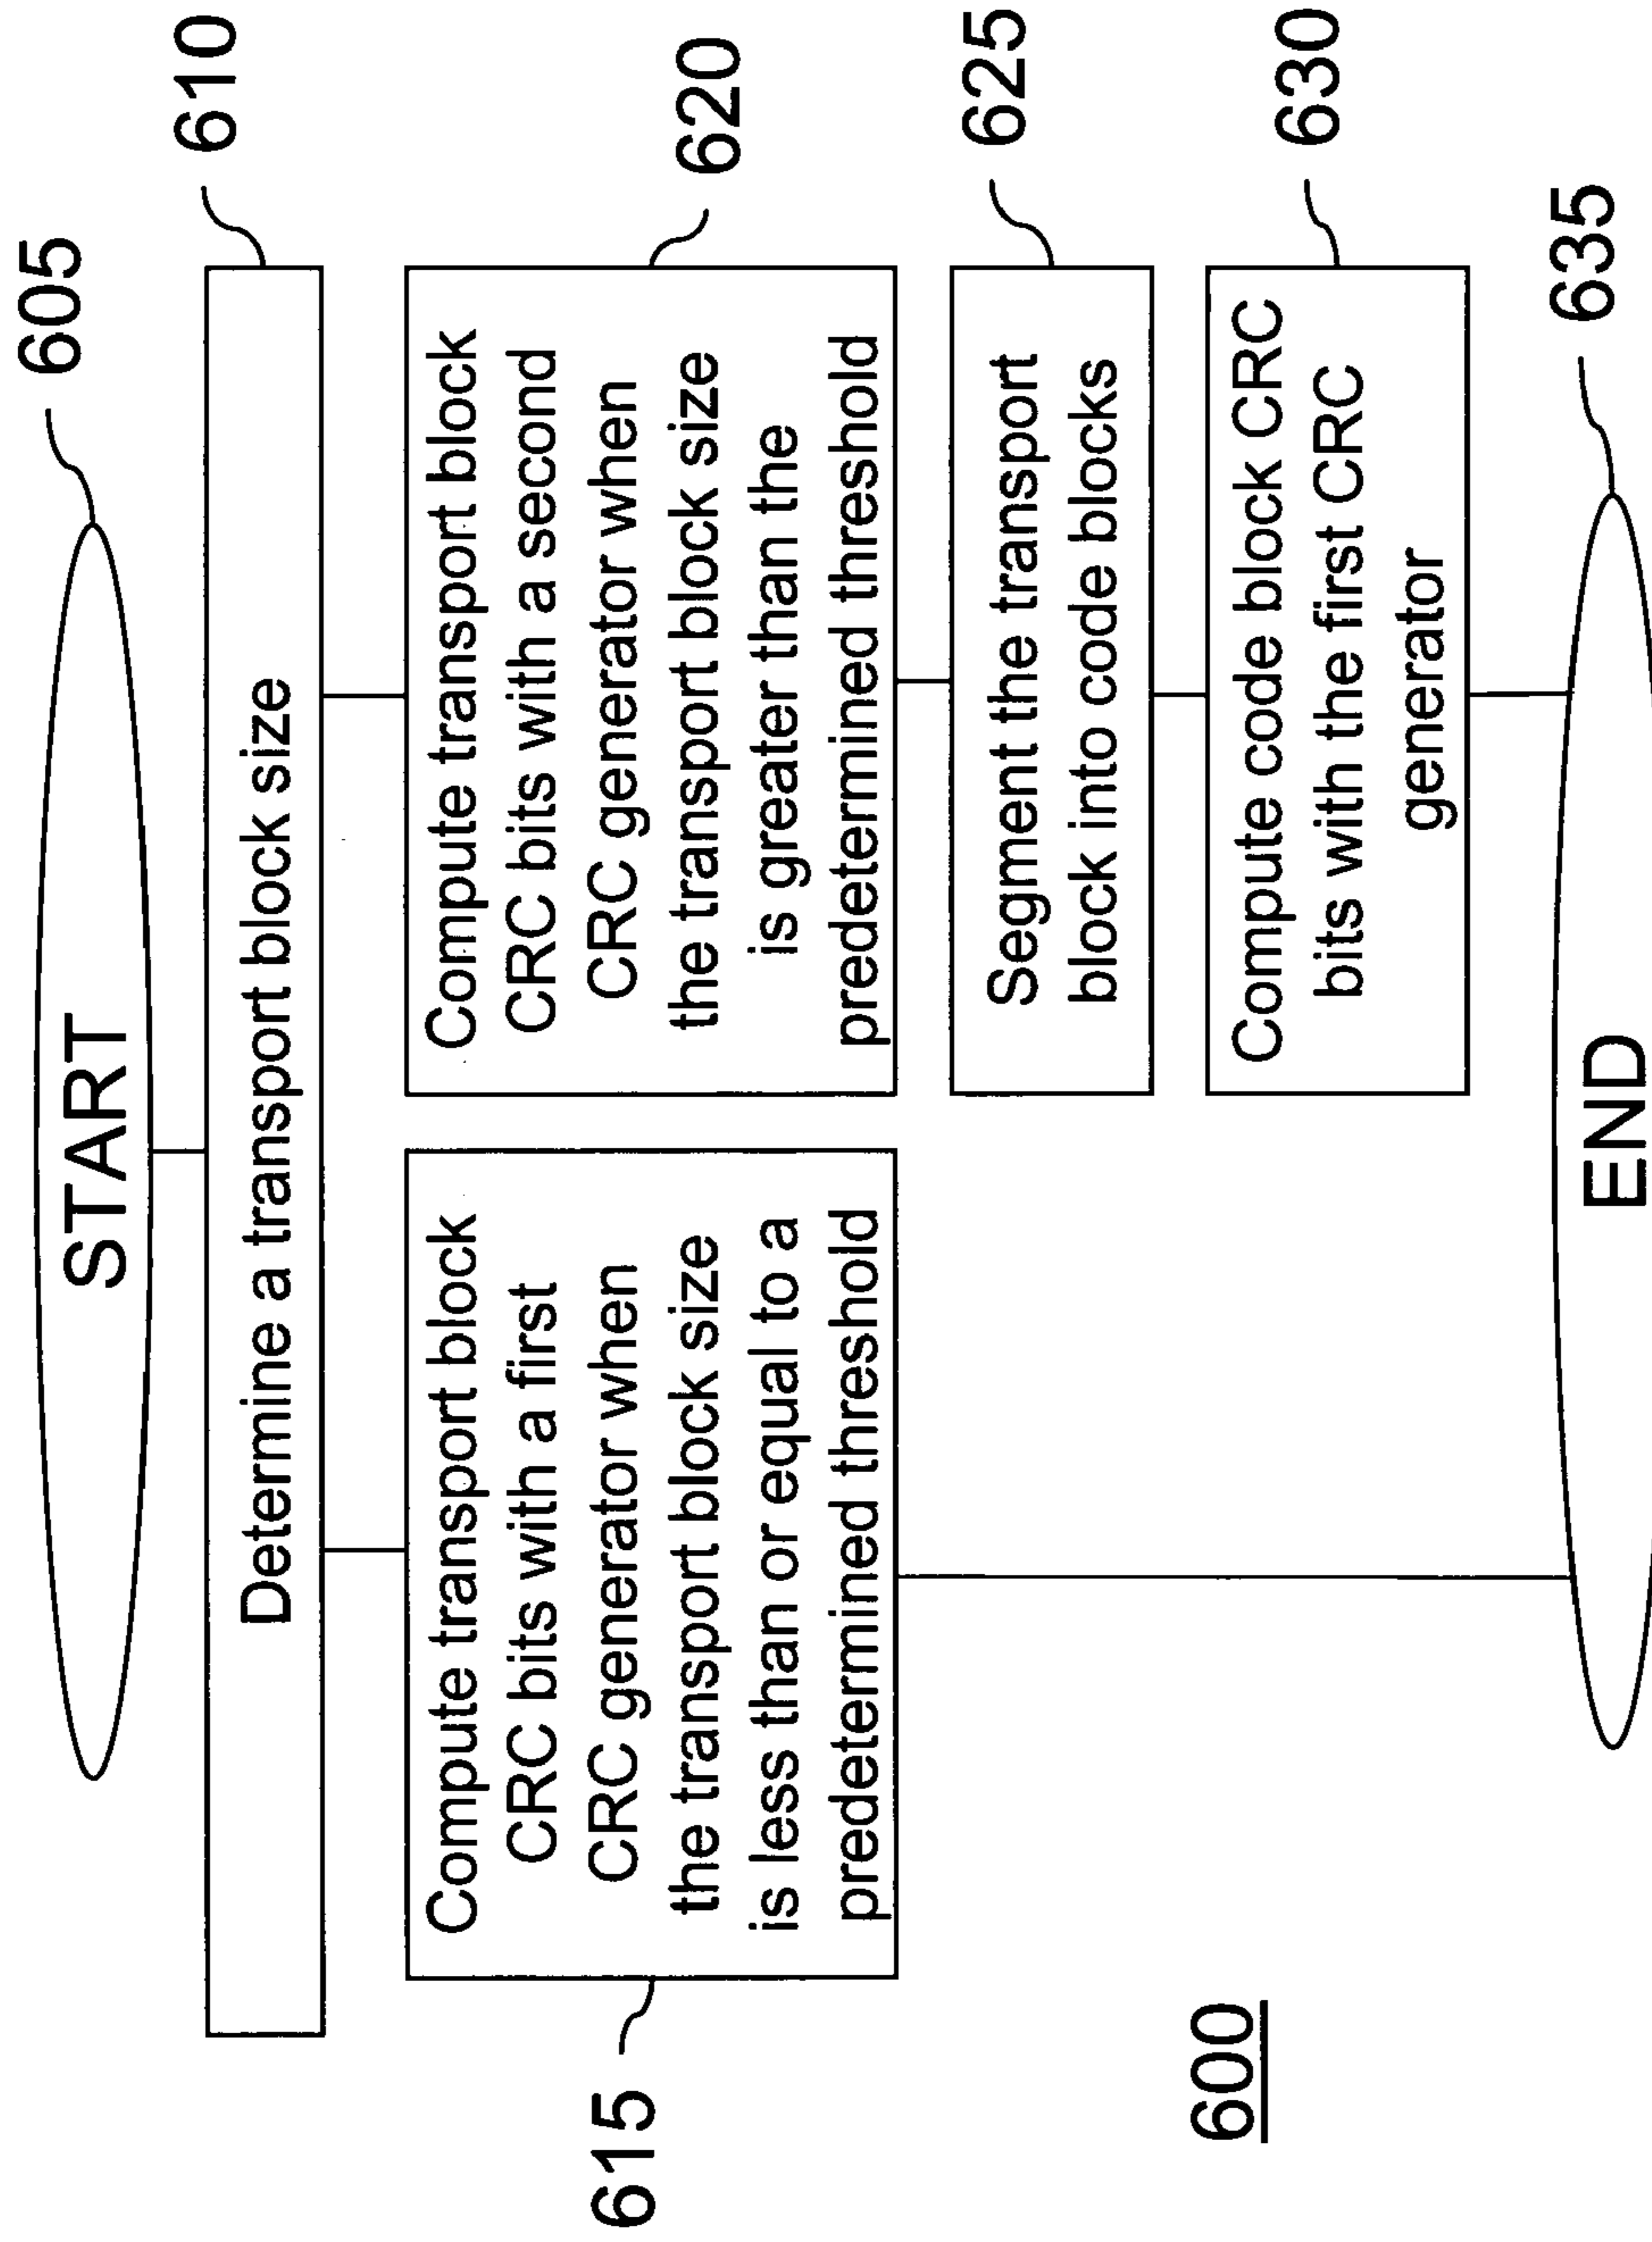 605
START
610
Determine a transport block size
615
Compute transport block
CRC bits with a first
CRC generator when
the transport block size
is less than or equal to a
predetermined threshold
620
Compute transport block
CRC bits with a second
CRC generator when
the transport block size
is greater than the
predetermined threshold
625
Segment the transport
block into code blocks
630
Compute code block CRC
bits with the first CRC
generator
600
635
END